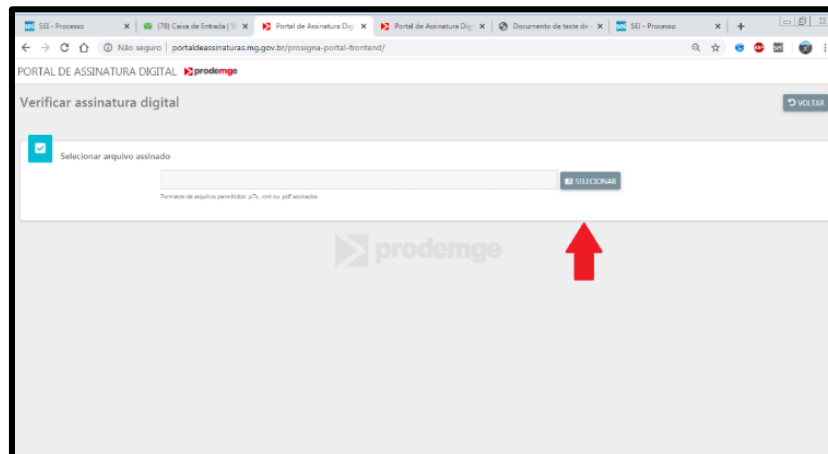 SEI - Processo
(78) Caixa de Entrada |
Portal de Assinatura Dig
Portal de Assinatura Dig
Documento de teste de
SEI - Processo
Não seguro | portaldeassinaturas.mg.gov.br/prosigna-portal-frontend/
PORTAL DE ASSINATURA DIGITAL prodemge
Verificar assinatura digital
VOLTAR
Selecionar arquivo assinado
SELECIONAR
Formatos de arquivos permitidos: .p7s, .xml ou .pdf assinados
prodemge